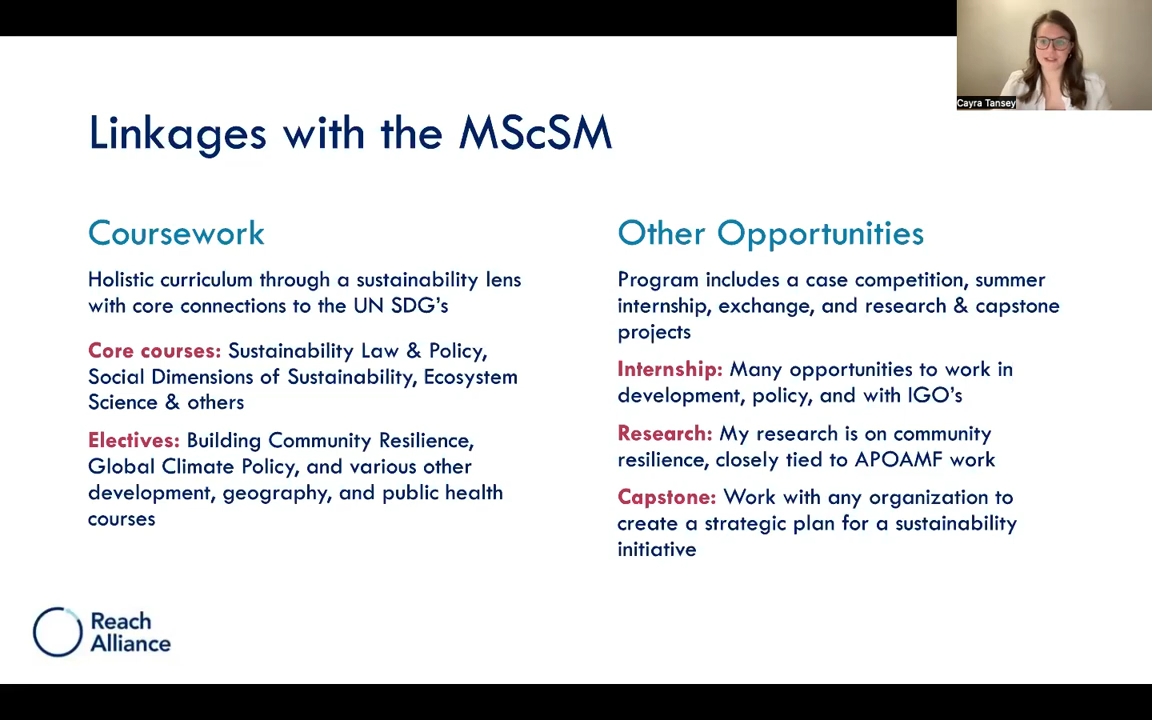 Cayra Tansey
Linkages with the MScSM
Coursework
Holistic curriculum through a sustainability lens
with core connections to the UN SDG's
Core courses: Sustainability Law & Policy,
Social Dimensions of Sustainability, Ecosystem
Science & others
Electives: Building Community Resilience,
Global Climate Policy, and various other
development, geography, and public health
courses
Other Opportunities
Program includes a case competition, summer
internship, exchange, and research & capstone
projects
Internship: Many opportunities to work in
development, policy, and with IGO's
Research: My research is on community
resilience, closely tied to APOAMF work
Capstone: Work with any organization to
create a strategic plan for a sustainability
initiative
Reach
Alliance